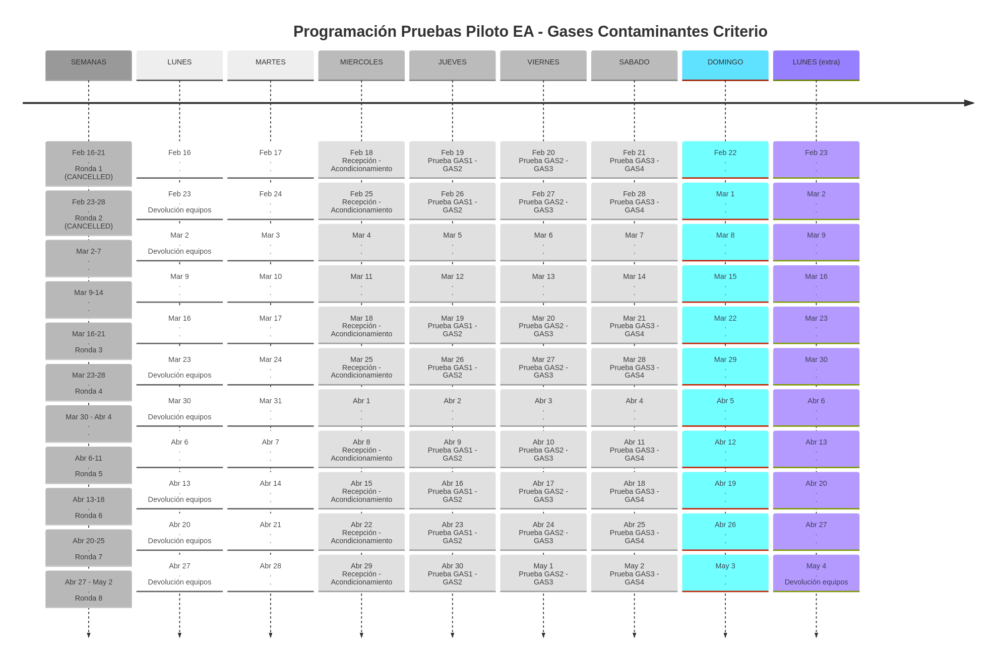 Programación Pruebas Piloto EA - Gases Contaminantes Criterio
SEMANAS
Feb 16-21
.
Ronda 1
(CANCELLED)
Feb 23-28
.
Ronda 2
(CANCELLED)
Mar 2-7
.
.
Mar 9-14
.
.
Mar 16-21
.
Ronda 3
Mar 23-28
.
Ronda 4
Mar 30 - Abr 4
.
.
Abr 6-11
.
Ronda 5
Abr 13-18
.
Ronda 6
Abr 20-25
.
Ronda 7
Abr 27 - May 2
.
Ronda 8
LUNES
Feb 16
.
.
Feb 23
.
Devolución equipos
Mar 2
.
Devolución equipos
Mar 9
.
.
Mar 16
.
.
Mar 23
.
Devolución equipos
Mar 30
.
Devolución equipos
Abr 6
.
.
Abr 13
.
Devolución equipos
Abr 20
.
Devolución equipos
Abr 27
.
Devolución equipos
MARTES
Feb 17
.
.
Feb 24
.
.
Mar 3
.
.
Mar 10
.
.
Mar 17
.
.
Mar 24
.
.
Mar 31
.
.
Abr 7
.
.
Abr 14
.
.
Abr 21
.
.
Abr 28
.
.
MIERCOLES
Feb 18
Recepción -
Acondicionamiento
Feb 25
Recepción -
Acondicionamiento
Mar 4
.
.
Mar 11
.
.
Mar 18
Recepción -
Acondicionamiento
Mar 25
Recepción -
Acondicionamiento
Abr 1
.
.
Abr 8
Recepción -
Acondicionamiento
Abr 15
Recepción -
Acondicionamiento
Abr 22
Recepción -
Acondicionamiento
Abr 29
Recepción -
Acondicionamiento
JUEVES
Feb 19
Prueba GAS1 -
GAS2
Feb 26
Prueba GAS1 -
GAS2
Mar 5
.
.
Mar 12
.
.
Mar 19
Prueba GAS1 -
GAS2
Mar 26
Prueba GAS1 -
GAS2
Abr 2
.
.
Abr 9
Prueba GAS1 -
GAS2
Abr 16
Prueba GAS1 -
GAS2
Abr 23
Prueba GAS1 -
GAS2
Abr 30
Prueba GAS1 -
GAS2
VIERNES
Feb 20
Prueba GAS2 -
GAS3
Feb 27
Prueba GAS2 -
GAS3
Mar 6
.
.
Mar 13
.
.
Mar 20
Prueba GAS2 -
GAS3
Mar 27
Prueba GAS2 -
GAS3
Abr 3
.
.
Abr 10
Prueba GAS2 -
GAS3
Abr 17
Prueba GAS2 -
GAS3
Abr 24
Prueba GAS2 -
GAS3
May 1
Prueba GAS2 -
GAS3
SABADO
Feb 21
Prueba GAS3 -
GAS4
Feb 28
Prueba GAS3 -
GAS4
Mar 7
.
.
Mar 14
.
.
Mar 21
Prueba GAS3 -
GAS4
Mar 28
Prueba GAS3 -
GAS4
Abr 4
.
.
Abr 11
Prueba GAS3 -
GAS4
Abr 18
Prueba GAS3 -
GAS4
Abr 25
Prueba GAS3 -
GAS4
May 2
Prueba GAS3 -
GAS4
DOMINGO
Feb 22
.
.
Mar 1
.
.
Mar 8
.
.
Mar 15
.
.
Mar 22
.
.
Mar 29
.
.
Abr 5
.
.
Abr 12
.
.
Abr 19
.
.
Abr 26
.
.
May 3
.
.
LUNES (extra)
Feb 23
.
.
Mar 2
.
.
Mar 9
.
.
Mar 16
.
.
Mar 23
.
.
Mar 30
.
.
Abr 6
.
.
Abr 13
.
.
Abr 20
.
.
Abr 27
.
.
May 4
.
Devolución equipos